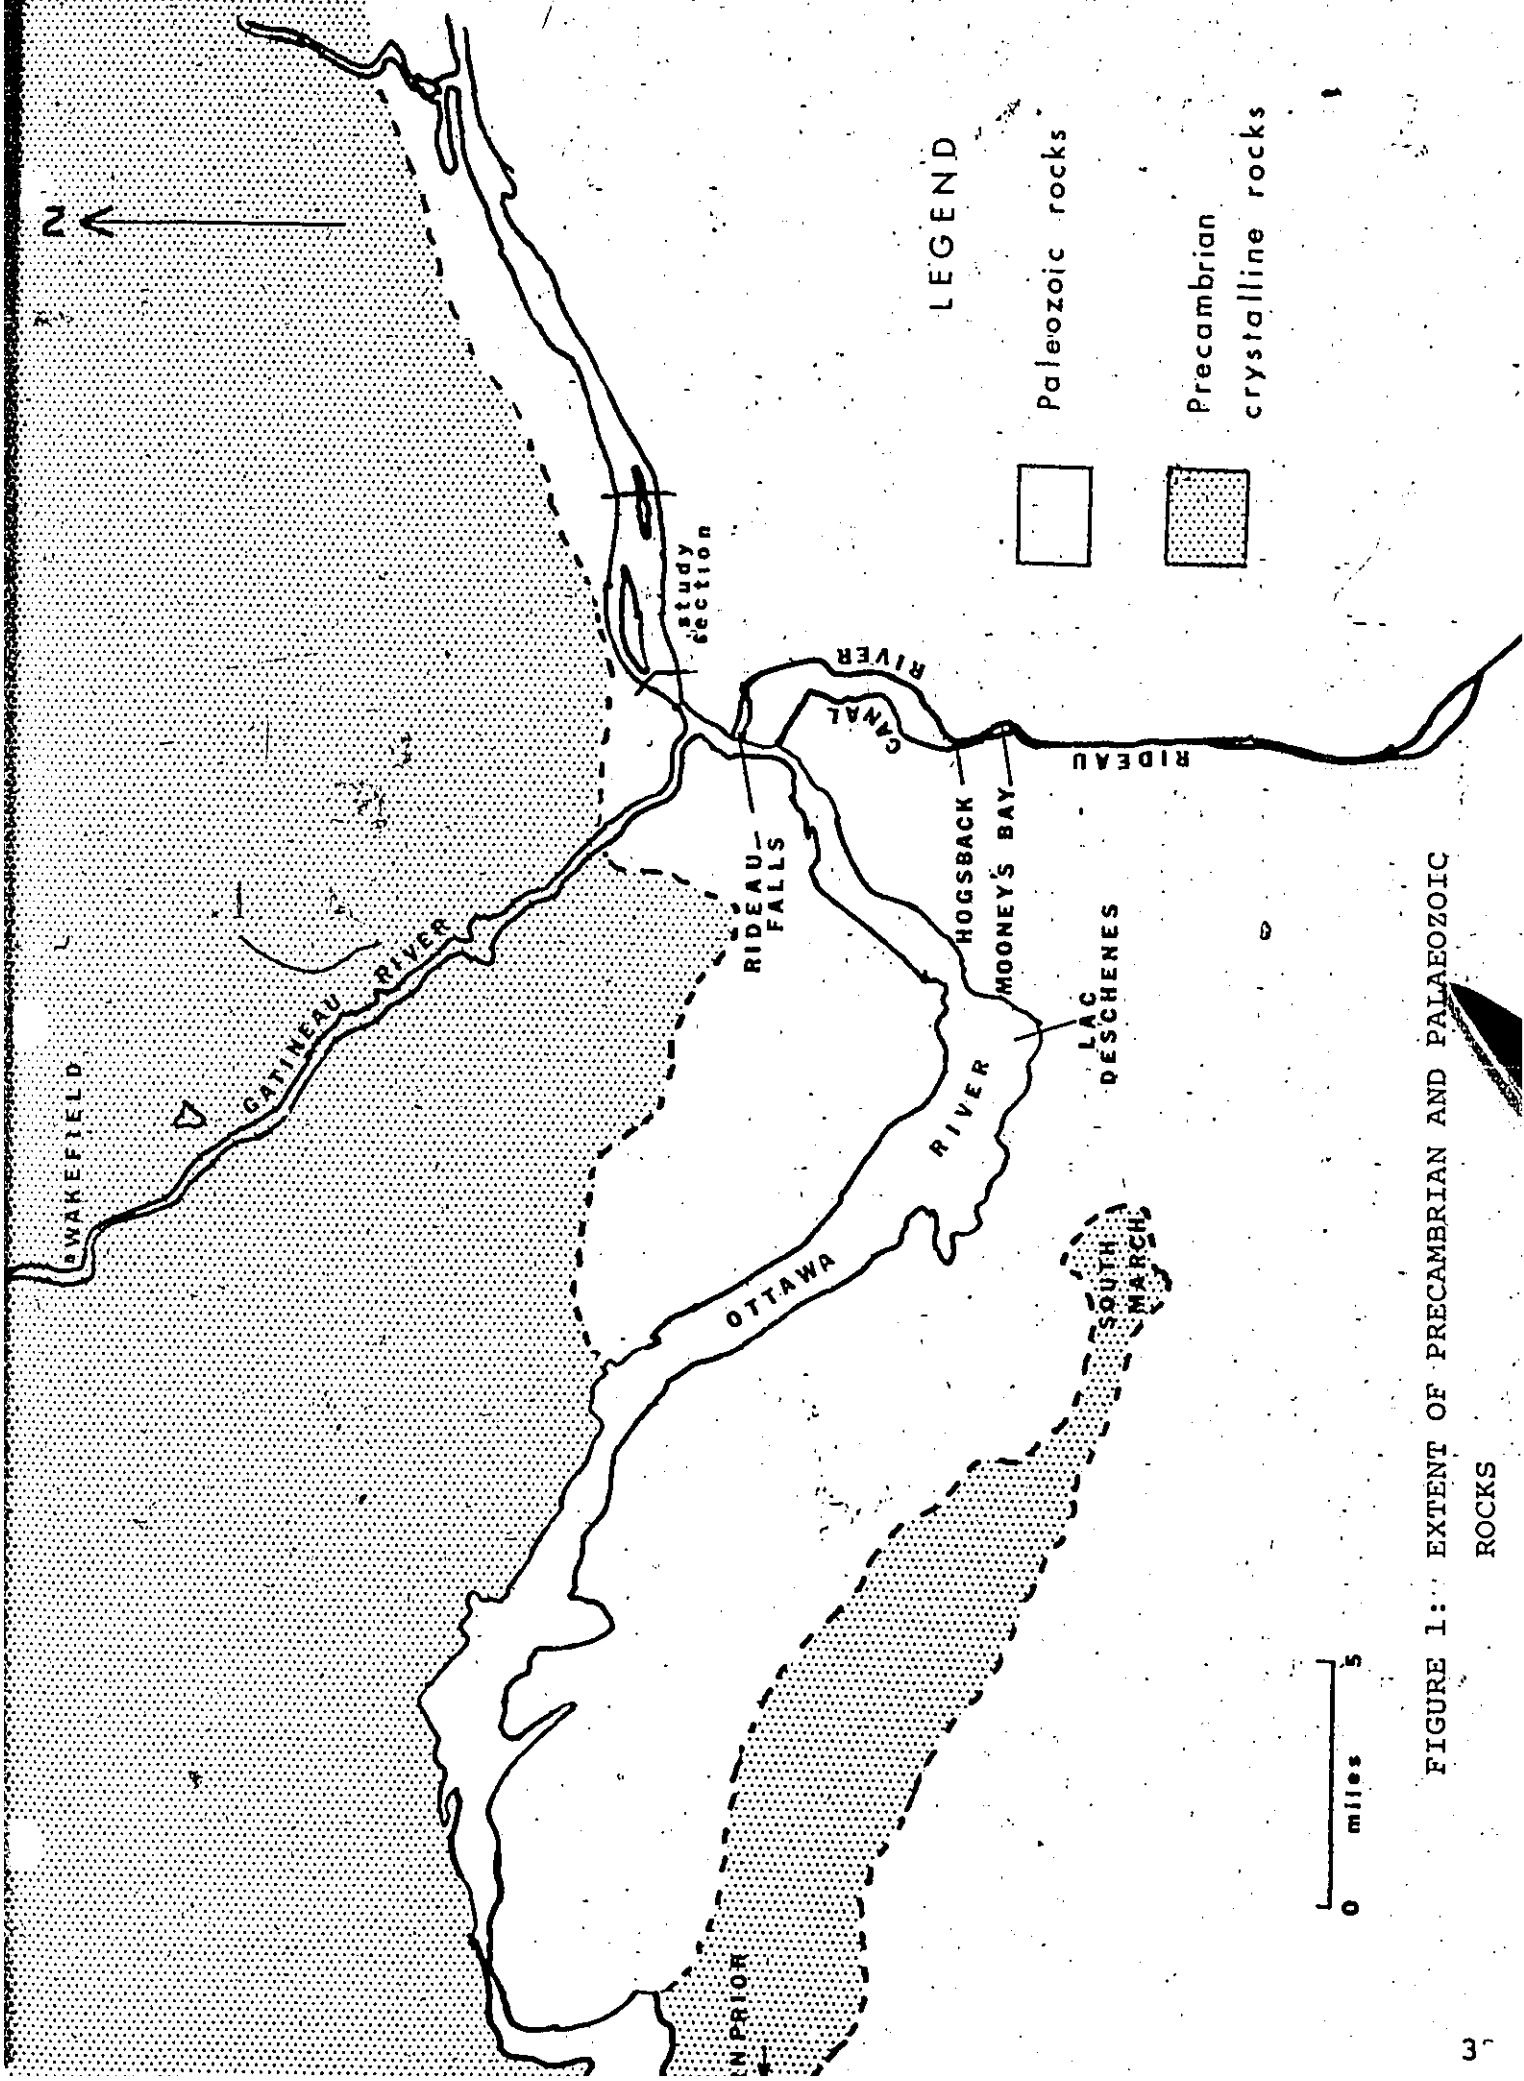 N
WAKEFIELD
GATINEAU RIVER
study
section
RIDEAU
FALLS
RIVER
CANAL
RIDEAU
HOGSBACK
MOONEY'S BAY
LAC
DESCHENES
OTTAWA RIVER
SOUTH
MARCH
NPRIOR
LEGEND
Paleozoic rocks
Precambrian
crystalline rocks
0 5
miles
FIGURE 1: EXTENT OF PRECAMBRIAN AND PALAEOZOIC
ROCKS
3